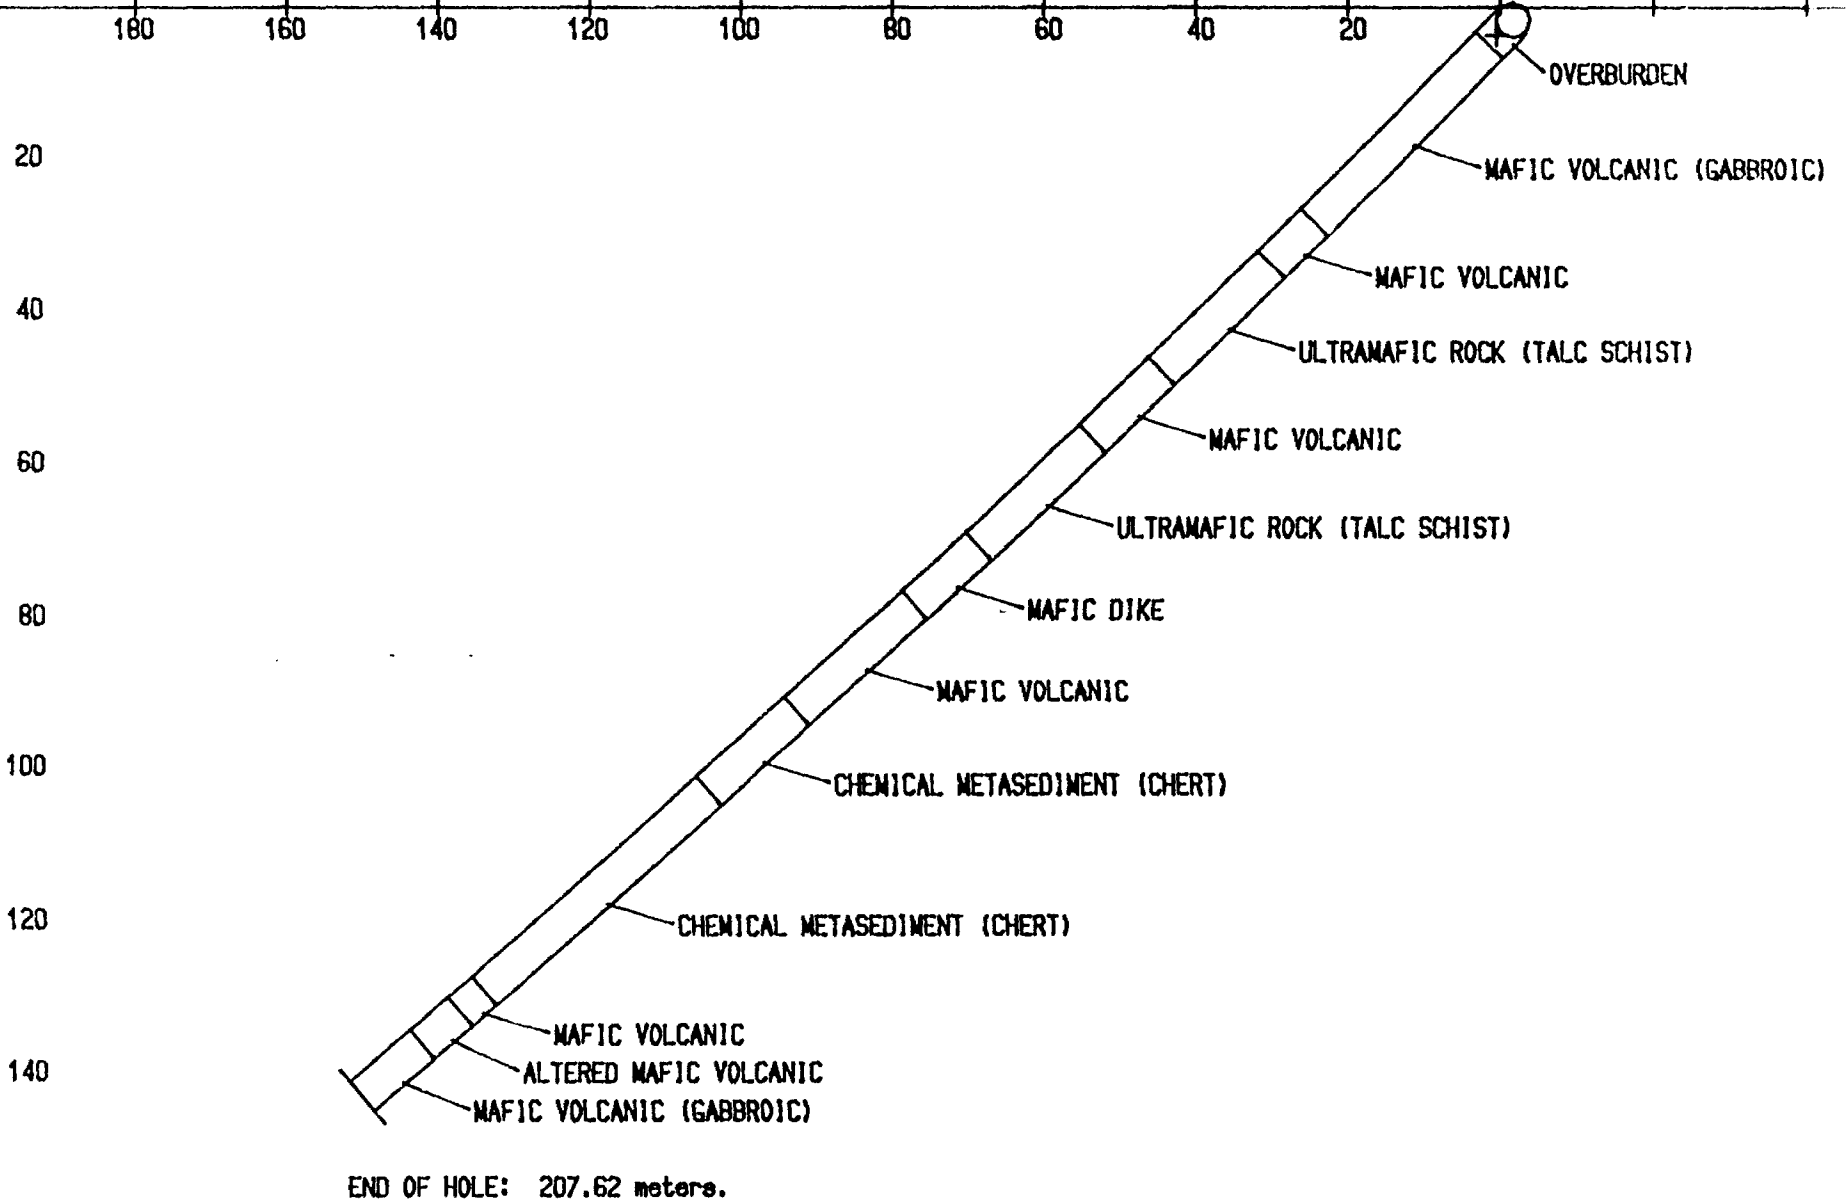 180 160 140 120 100 80 60 40 20
OVERBURDEN
20
MAFIC VOLCANIC (GABBROIC)
MAFIC VOLCANIC
40
ULTRAMAFIC ROCK (TALC SCHIST)
MAFIC VOLCANIC
60
ULTRAMAFIC ROCK (TALC SCHIST)
80
MAFIC DIKE
MAFIC VOLCANIC
100
CHEMICAL METASEDIMENT (CHERT)
120
CHEMICAL METASEDIMENT (CHERT)
MAFIC VOLCANIC
140
ALTERED MAFIC VOLCANIC
MAFIC VOLCANIC (GABBROIC)
END OF HOLE: 207.62 meters.